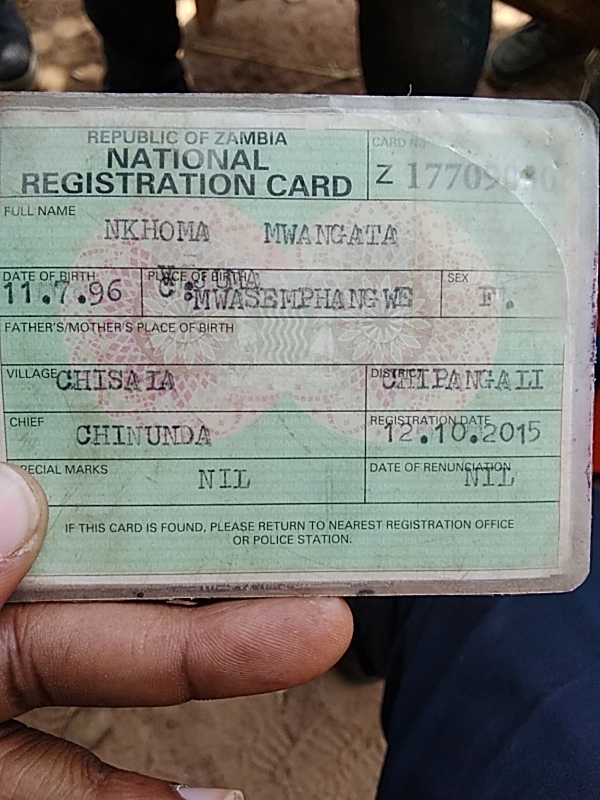 REPUBLIC OF ZAMBIA
NATIONAL
REGISTRATION CARD
CARD No
Z
FULL NAME
NKHOMA MWANGATA
DATE OF BIRTH
11.7.96
PLACE OF BIRTH
MWASEMPHANGWE
SEX
F.
FATHER'S/MOTHER'S PLACE OF BIRTH
VILLAGE CHISAIA
DISTRICT CHIPANGALI
CHIEF
CHINUNDA
REGISTRATION DATE
12.10.2015
SPECIAL MARKS
NIL
DATE OF RENUNCIATION
NIL
IF THIS CARD IS FOUND, PLEASE RETURN TO NEAREST REGISTRATION OFFICE
OR POLICE STATION.